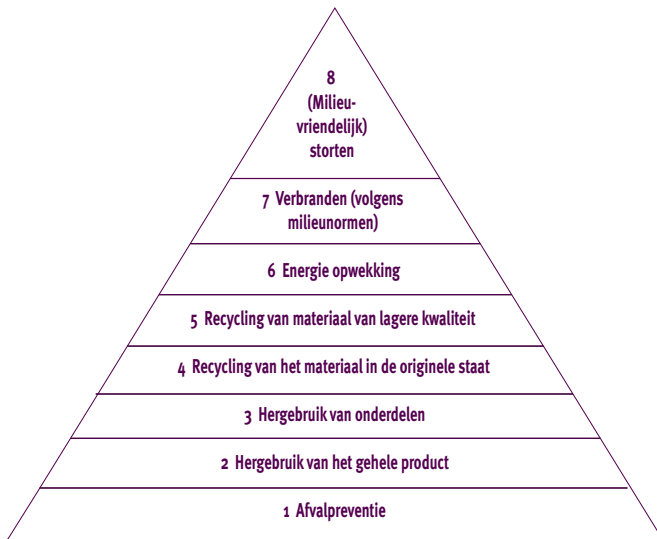 8
(Milieu-
vriendelijk)
storten
7 Verbranden (volgens
milieunormen)
6 Energie opwekking
5 Recycling van materiaal van lagere kwaliteit
4 Recycling van het materiaal in de originele staat
3 Hergebruik van onderdelen
2 Hergebruik van het gehele product
1 Afvalpreventie